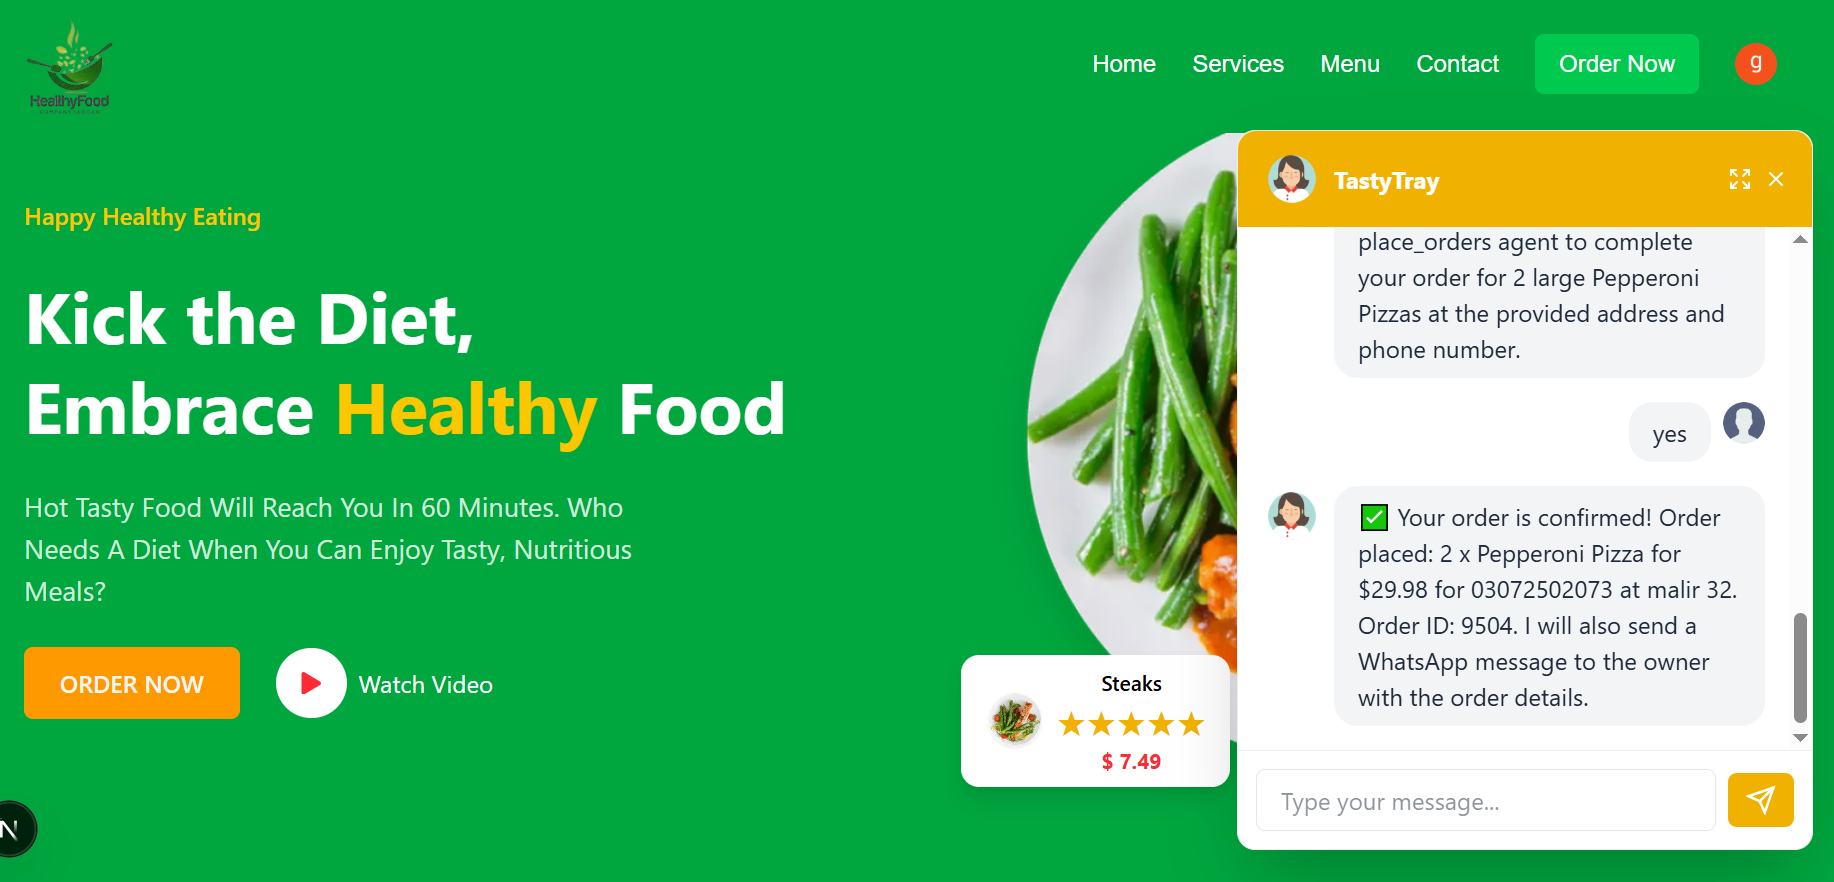 HealthyFood
Home
Services
Menu
Contact
Order Now
g
Happy Healthy Eating
Kick the Diet,
Embrace Healthy Food
Hot Tasty Food Will Reach You In 60 Minutes. Who
Needs A Diet When You Can Enjoy Tasty, Nutritious
Meals?
ORDER NOW
Watch Video
Steaks
$ 7.49
TastyTray
place_orders agent to complete
your order for 2 large Pepperoni
Pizzas at the provided address and
phone number.
yes
✅ Your order is confirmed! Order
placed: 2 x Pepperoni Pizza for
$29.98 for 03072502073 at malir 32.
Order ID: 9504. I will also send a
WhatsApp message to the owner
with the order details.
Type your message...
N